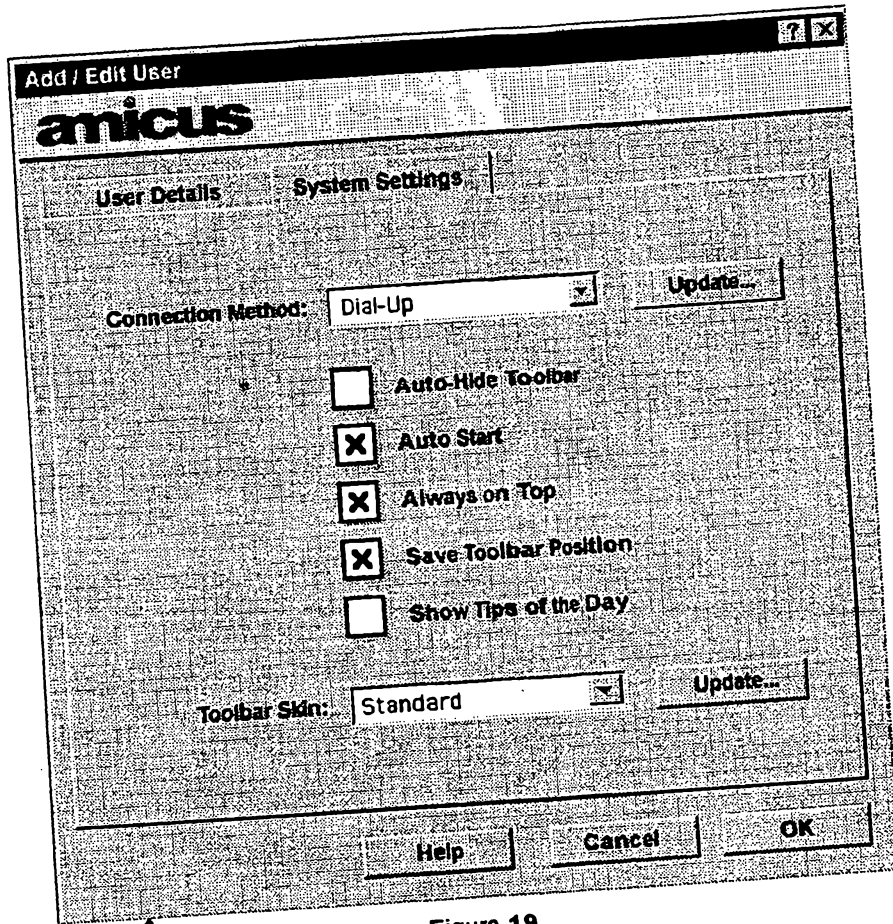 Add / Edit User
amicus
User Details
System Settings
Connection Method: Dial-Up Update...
Auto-Hide Toolbar
Auto Start
Always on Top
Save Toolbar Position
Show Tips of the Day
Toolbar Skin: Standard Update...
Help Cancel OK
Figure 19